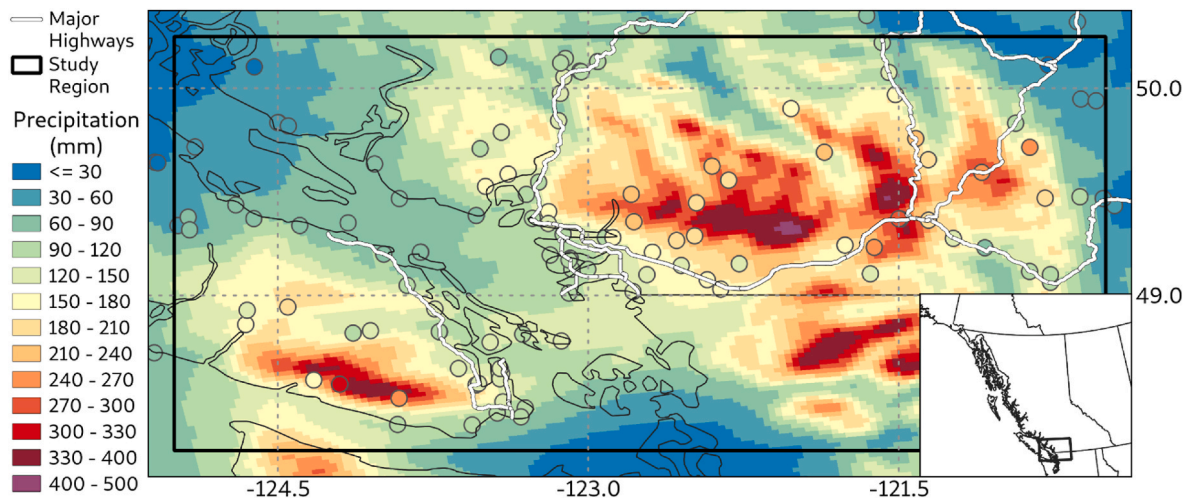 Major
Highways
Study
Region
Precipitation
(mm)
<= 30
30 - 60
60 - 90
90 - 120
120 - 150
150 - 180
180 - 210
210 - 240
240 - 270
270 - 300
300 - 330
330 - 400
400 - 500
50.0
49.0
-124.5
-123.0
-121.5